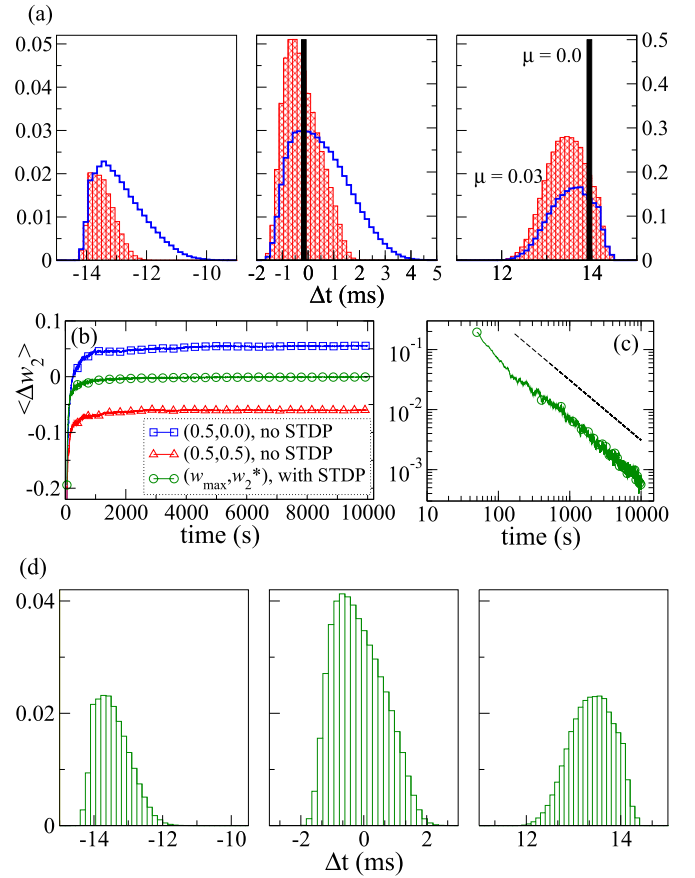 (a)
0.05
0.04
0.03
0.02
0.01
0
0.5
0.4
0.3
0.2
0.1
0
μ = 0.0
μ = 0.03
-14 -12 -10
-2 -1 0 1 2 3 4 5
12 14
Δt (ms)
(b)
0.1
0
-0.1
-0.2
<Δw2>
(0.5,0.0), no STDP
(0.5,0.5), no STDP
(wmax,w2*), with STDP
0 2000 4000 6000 8000 10000
time (s)
(c)
10-1
10-2
10-3
10 100 1000 10000
time (s)
(d)
0.04
0.02
0
-14 -12 -10
-2 0 2
12 14
Δt (ms)